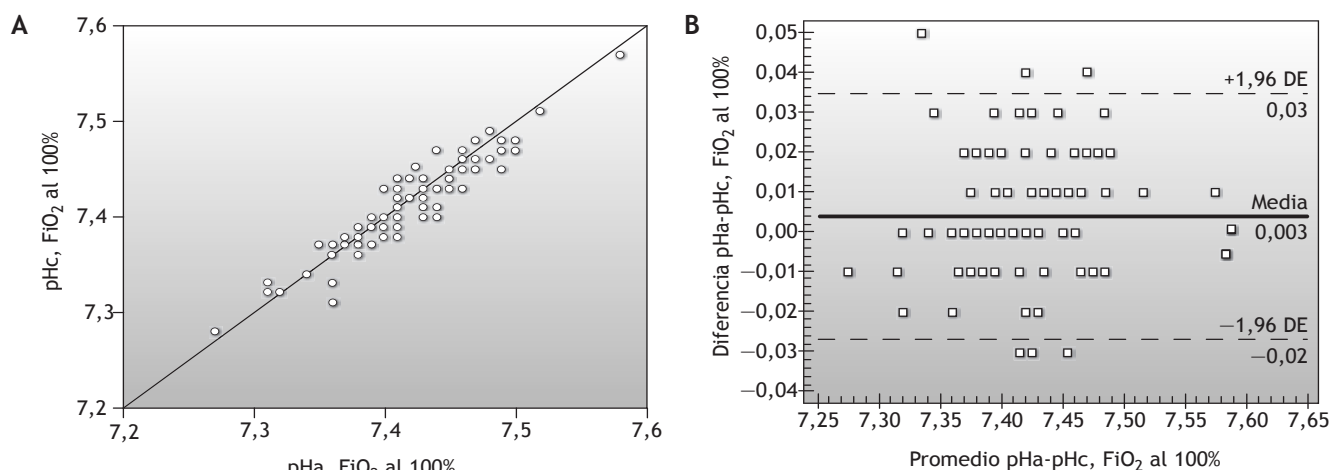 A
7,6
7,5
7,4
7,3
7,2
pHc, FiO2 al 100%
7,2 7,3 7,4 7,5 7,6
pHa, FiO2 al 100%
B
0,05
0,04
0,03
0,02
0,01
0,00
−0,01
−0,02
−0,03
−0,04
Diferencia pHa-pHc, FiO2 al 100%
+1,96 DE
0,03
Media
0,003
−1,96 DE
−0,02
7,25 7,30 7,35 7,40 7,45 7,50 7,55 7,60 7,65
Promedio pHa-pHc, FiO2 al 100%